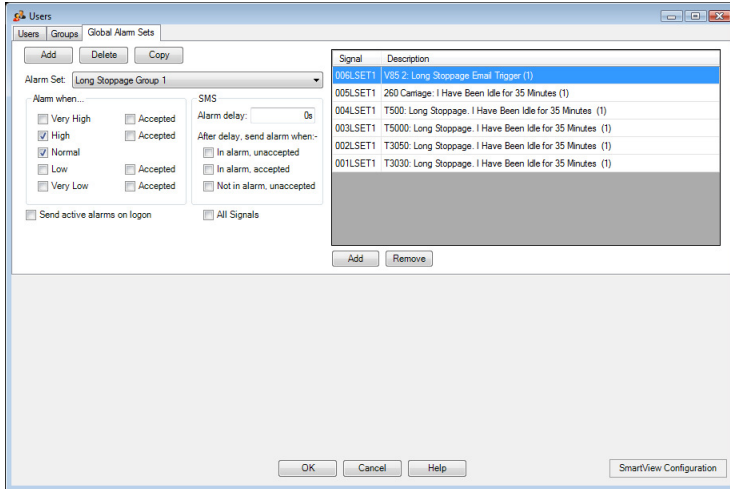 Users
Users Groups Global Alarm Sets
Add Delete Copy
Alarm Set: Long Stoppage Group 1
Alarm when...
Very High Accepted
High Accepted
Normal
Low Accepted
Very Low Accepted
Send active alarms on logon
SMS
Alarm delay: 0s
After delay, send alarm when:-
In alarm, unaccepted
In alarm, accepted
Not in alarm, unaccepted
All Signals
Signal Description
006LSET1 V85 2: Long Stoppage Email Trigger (1)
005LSET1 260 Carriage: I Have Been Idle for 35 Minutes (1)
004LSET1 T500: Long Stoppage. I Have Been Idle for 35 Minutes (1)
003LSET1 T5000: Long Stoppage. I Have Been Idle for 35 Minutes (1)
002LSET1 T3050: Long Stoppage. I Have Been Idle for 35 Minutes (1)
001LSET1 T3030: Long Stoppage. I Have Been Idle for 35 Minutes (1)
Add Remove
OK Cancel Help
SmartView Configuration